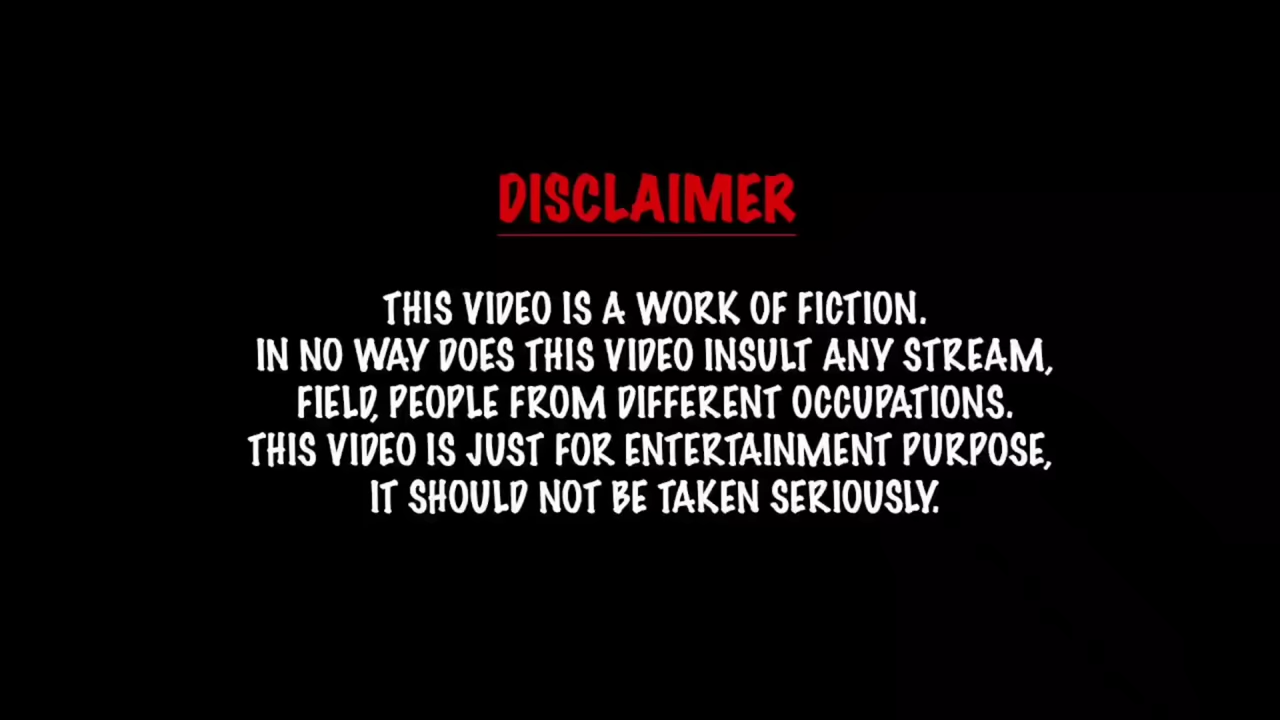 DISCLAIMER
THIS VIDEO IS A WORK OF FICTION.
IN NO WAY DOES THIS VIDEO INSULT ANY STREAM,
FIELD, PEOPLE FROM DIFFERENT OCCUPATIONS.
THIS VIDEO IS JUST FOR ENTERTAINMENT PURPOSE,
IT SHOULD NOT BE TAKEN SERIOUSLY.